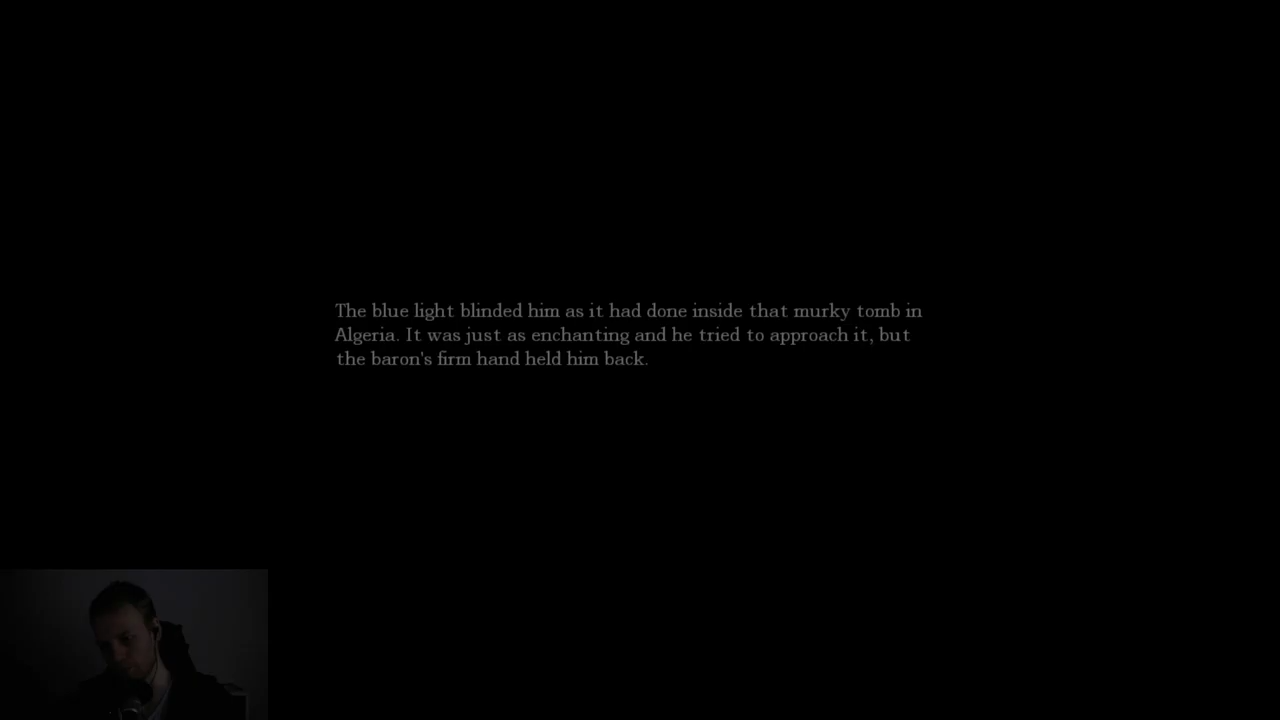 The blue light blinded him as it had done inside that murky tomb in
Algeria. It was just as enchanting and he tried to approach it, but
the baron's firm hand held him back.